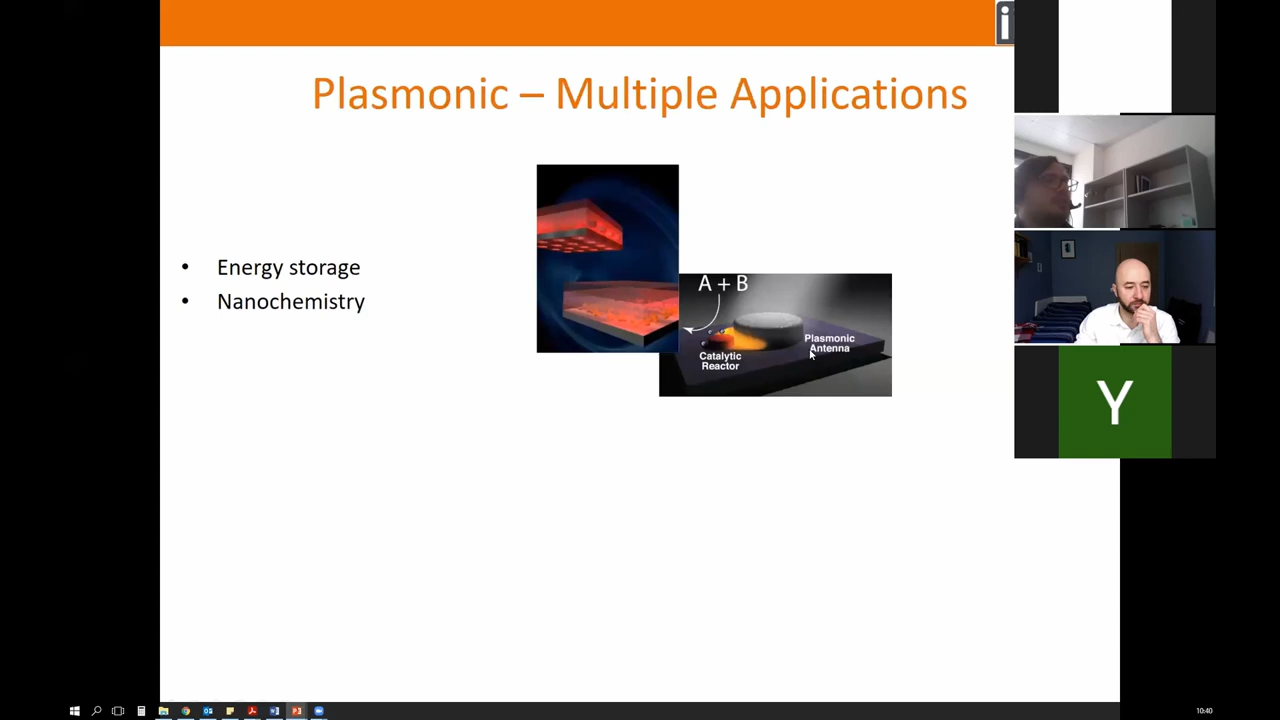 Plasmonic – Multiple Applications
• Energy storage
• Nanochemistry
A + B
Plasmonic
Antenna
Catalytic
Reactor
Y
10:40